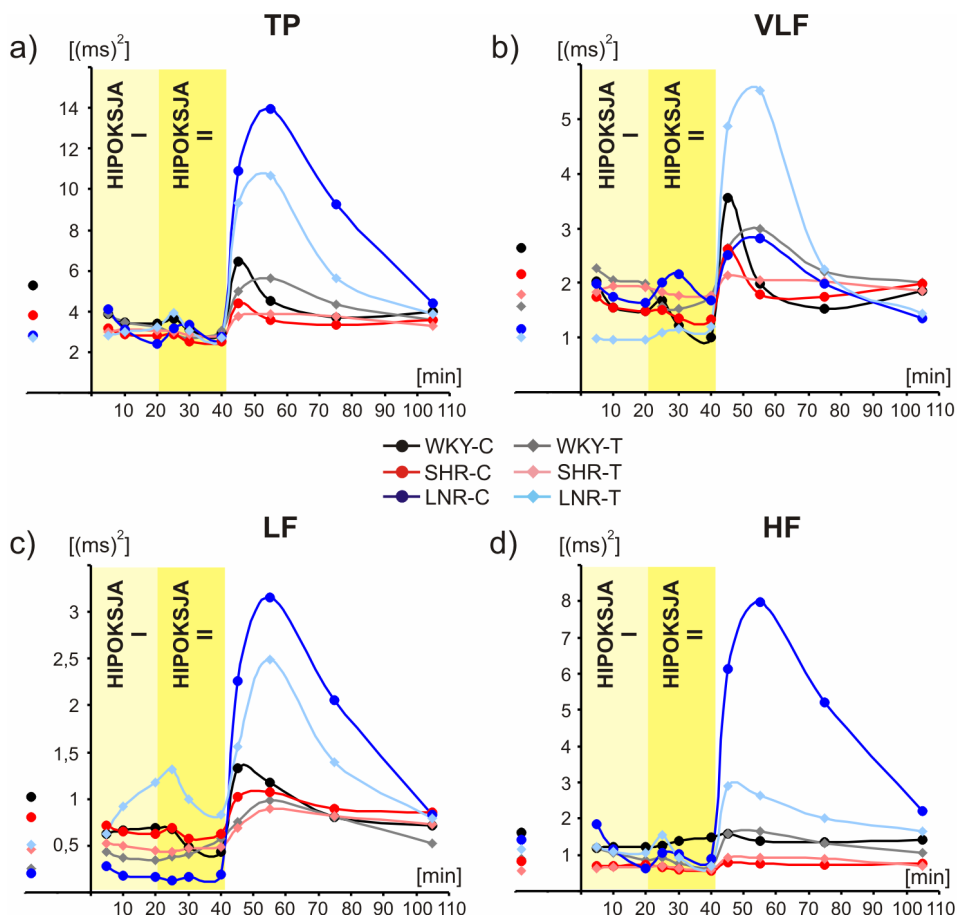 TP
VLF
a)
[(ms)²]
14
12
10
8
6
4
2
HIPOKSJA
I
HIPOKSJA
II
[min]
10 20 30 40 50 60 70 80 90 100 110
b)
[(ms)²]
5
4
3
2
1
HIPOKSJA
I
HIPOKSJA
II
[min]
10 20 30 40 50 60 70 80 90 100 110
WKY-C
WKY-T
SHR-C
SHR-T
LNR-C
LNR-T
LF
HF
c)
[(ms)²]
3
2,5
2
1,5
1
0,5
HIPOKSJA
I
HIPOKSJA
II
[min]
10 20 30 40 50 60 70 80 90 100 110
d)
[(ms)²]
8
7
6
5
4
3
2
1
HIPOKSJA
I
HIPOKSJA
II
[min]
10 20 30 40 50 60 70 80 90 100 110